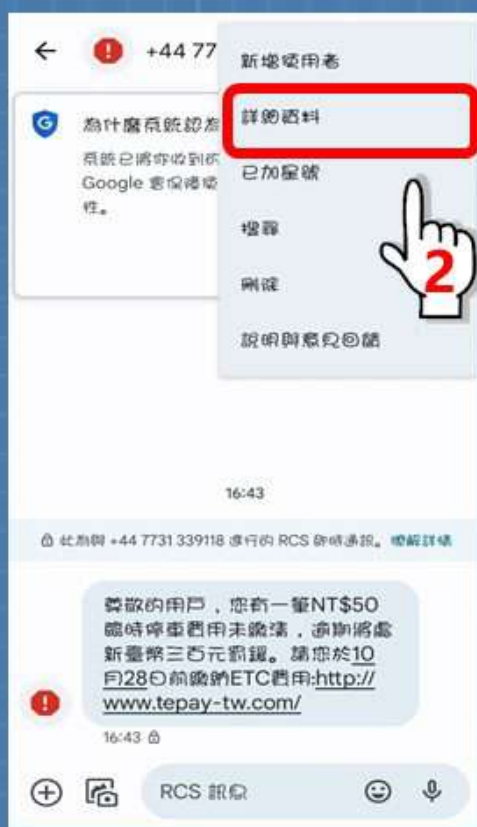 +44 77
新增使用者
詳細資料
已加星號
搜尋
刪除
說明與意見回饋
為什麼系統認為
系統已將你收到的
Google 會保護使
性。
2
16:43
此為與 +44 7731 339118 進行的 RCS 即時通訊。瞭解詳情
尊敬的用戶，您有一筆NT$50
臨時停車費用未繳清，逾期將處
新臺幣三百元罰鍰。請您於10
月28日前繳納ETC費用:http://
www.tepay-tw.com/
16:43
RCS 訊息